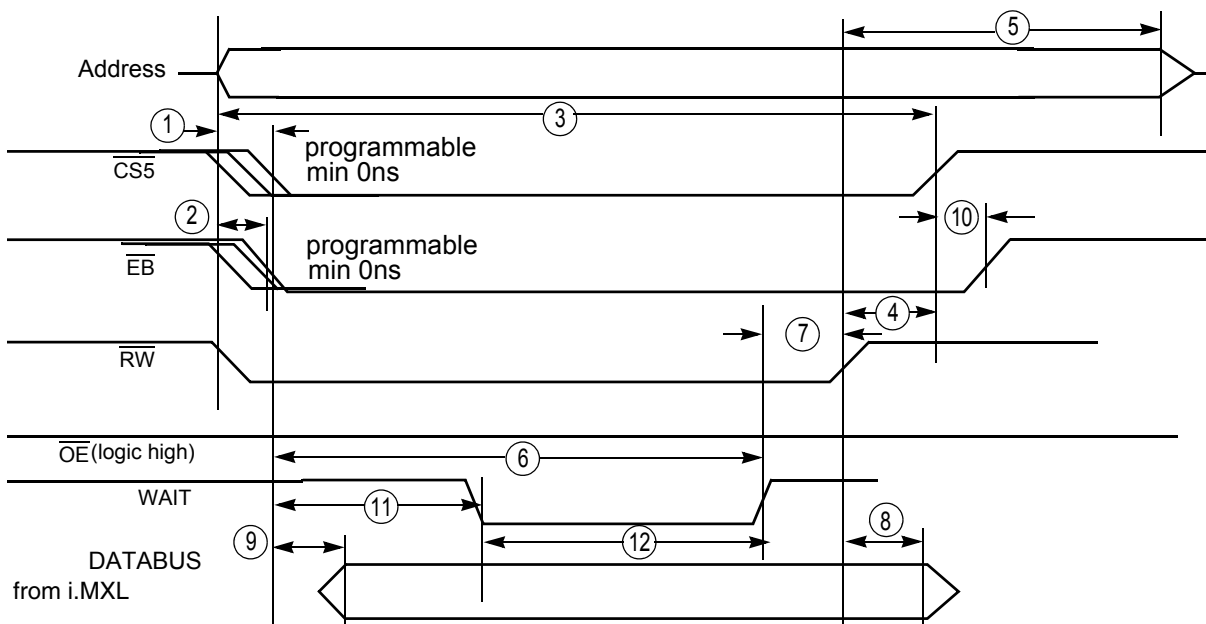 5
Address
1
3
programmable
min 0ns
CS5
2
10
programmable
min 0ns
EB
4
7
RW
OE(logic high)
6
WAIT
11
8
9
12
DATABUS
from i.MXL